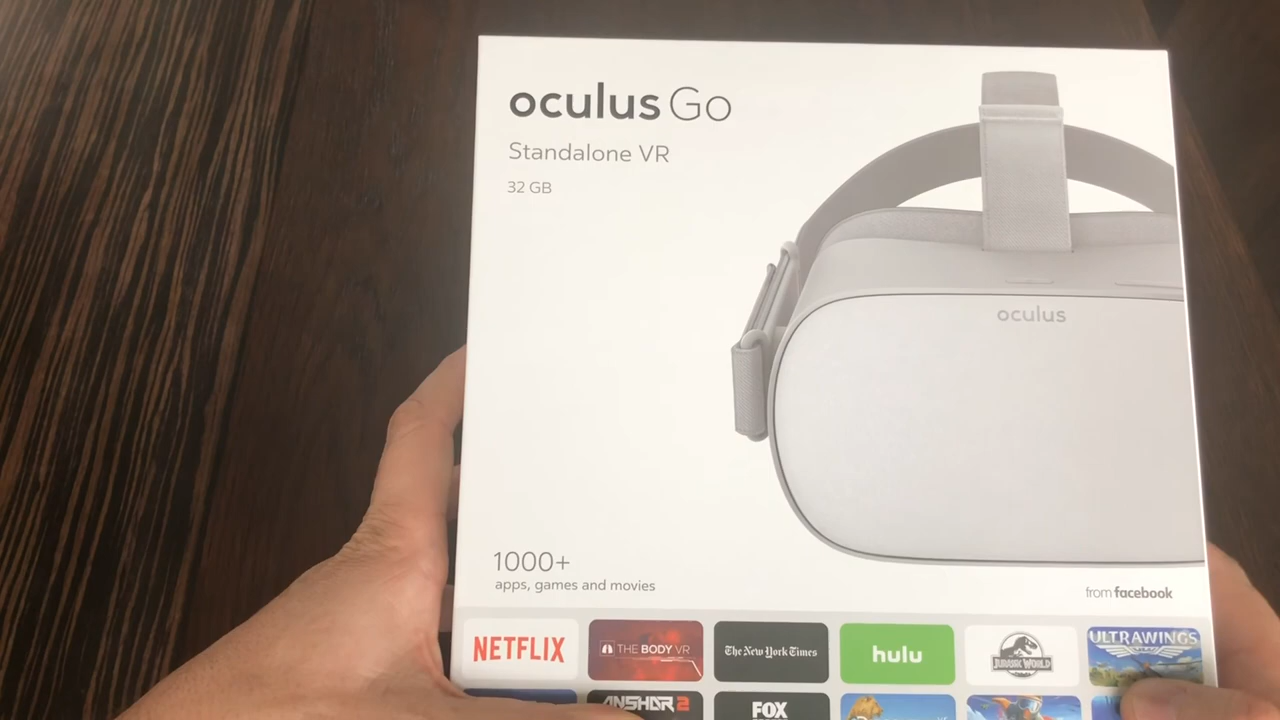 oculus Go
Standalone VR
32 GB
oculus
1000+
apps, games and movies
from facebook
NETFLIX
THE BODY VR
The New York Times
hulu
JURASSIC WORLD
ULTRAWINGS
ANSHAR 2
FOX